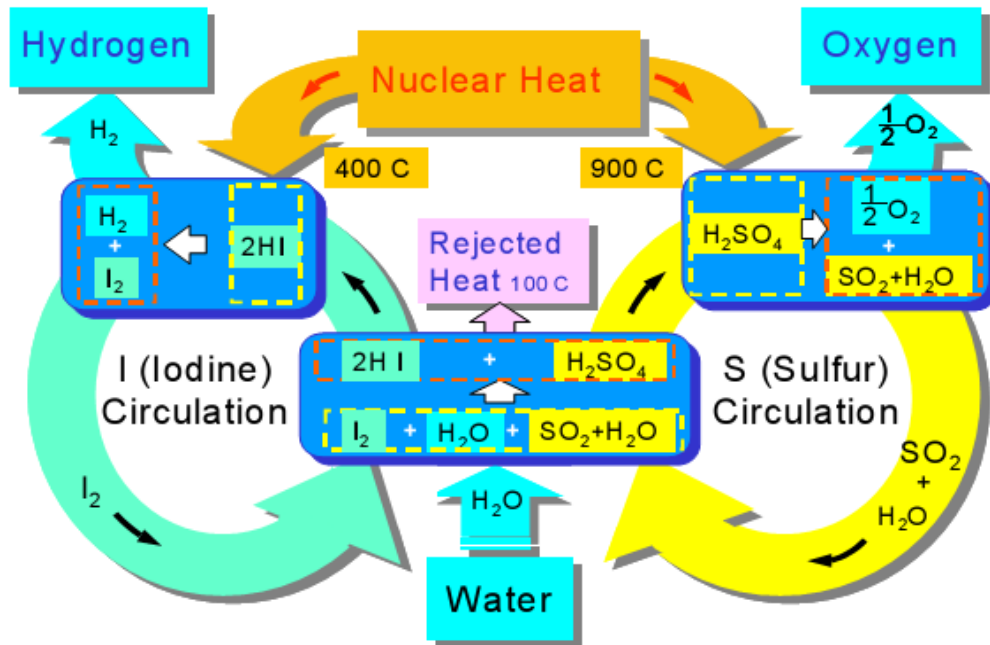 Hydrogen
Nuclear Heat
Oxygen
H₂
½O₂
400 C
900 C
H₂
+
I₂
2HI
Rejected
Heat 100 C
H₂SO₄
½O₂
+
SO₂+H₂O
2H I
+
H₂SO₄
I₂ + H₂O + SO₂+H₂O
I (Iodine)
Circulation
S (Sulfur)
Circulation
I₂
H₂O
SO₂
+
H₂O
Water